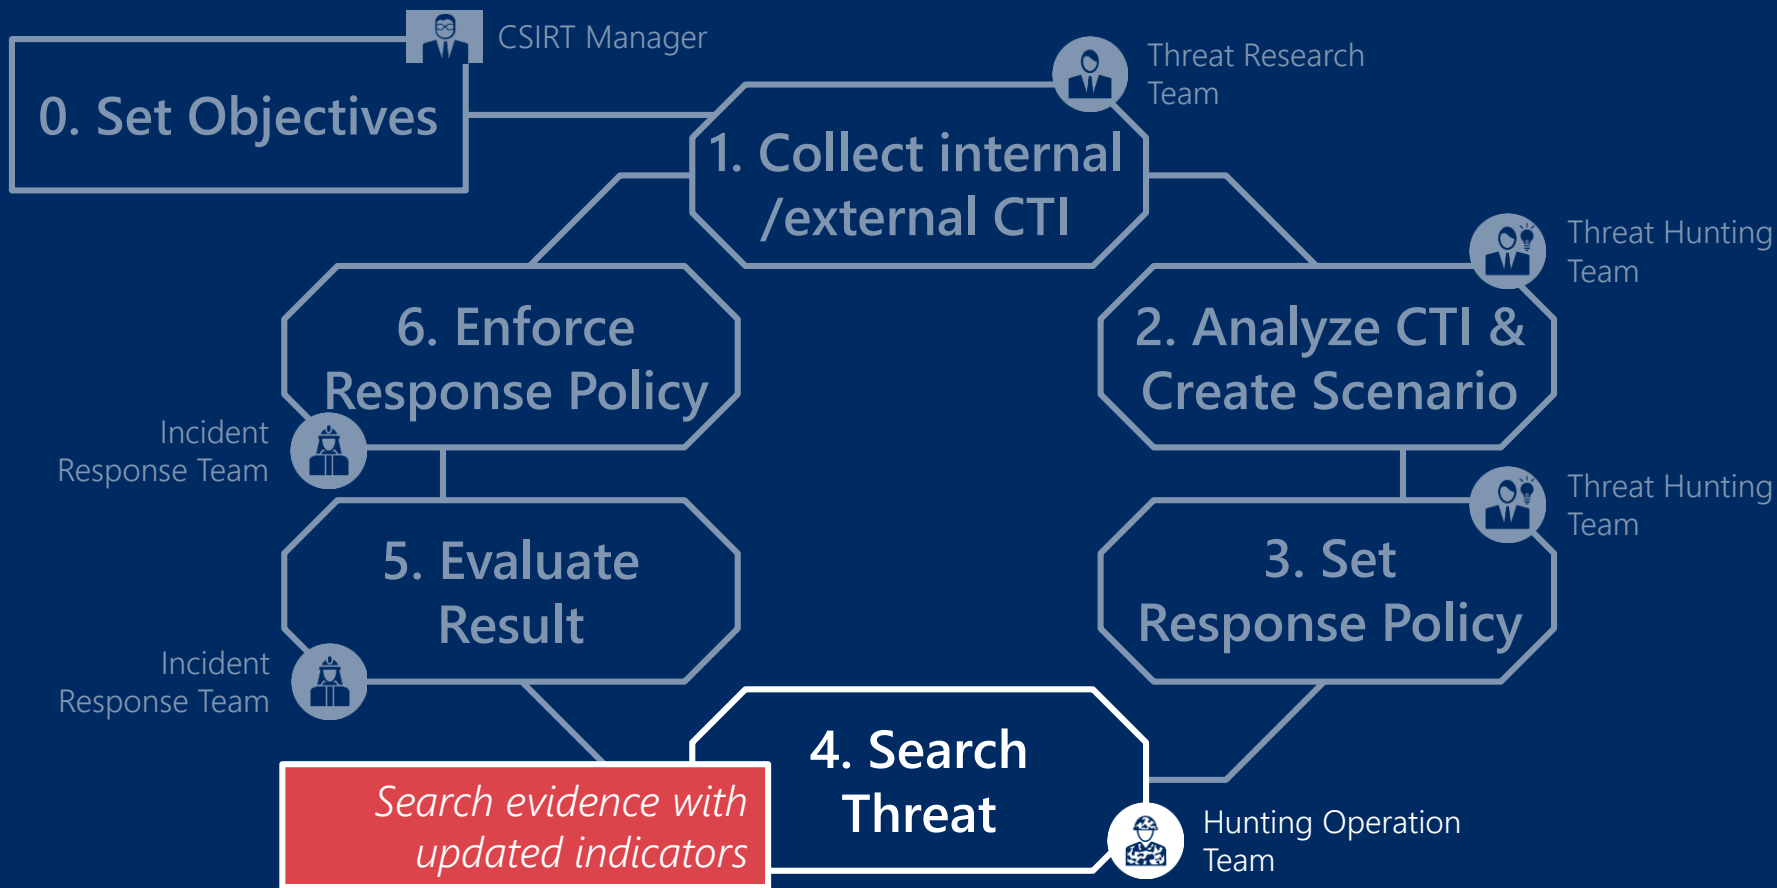 CSIRT Manager
0. Set Objectives
Threat Research
Team
1. Collect internal
/external CTI
Threat Hunting
Team
2. Analyze CTI &
Create Scenario
Threat Hunting
Team
3. Set
Response Policy
4. Search
Threat
Hunting Operation
Team
Search evidence with
updated indicators
5. Evaluate
Result
Incident
Response Team
6. Enforce
Response Policy
Incident
Response Team